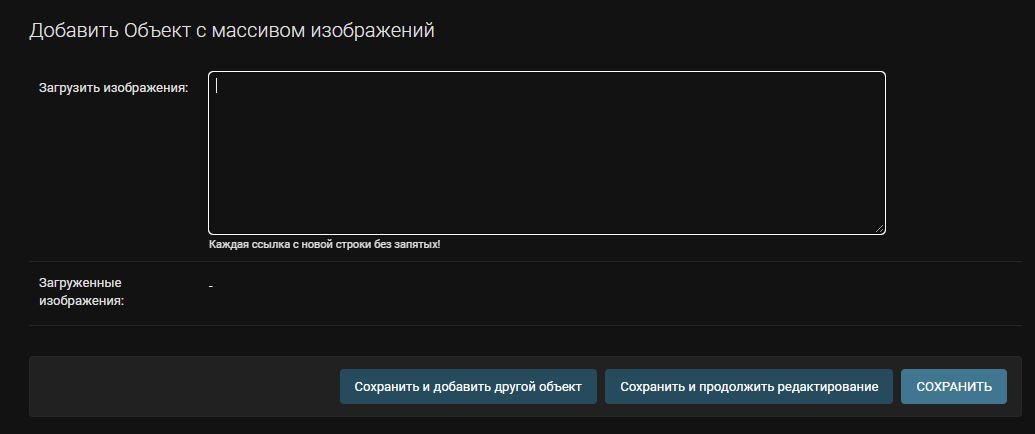 Добавить Объект с массивом изображений
Загрузить изображения:
Каждая ссылка с новой строки без запятых!
Загруженные
изображения:
-
Сохранить и добавить другой объект
Сохранить и продолжить редактирование
СОХРАНИТЬ